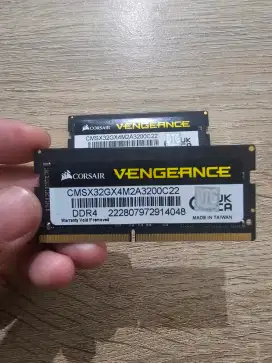 CORSAIR VENGEANCE
CMSX32GX4M2A3200C22
CORSAIR VENGEANCE
CMSX32GX4M2A3200C22
DDR4 222807972914048
Warranty Void If Removed
MADE IN TAIWAN